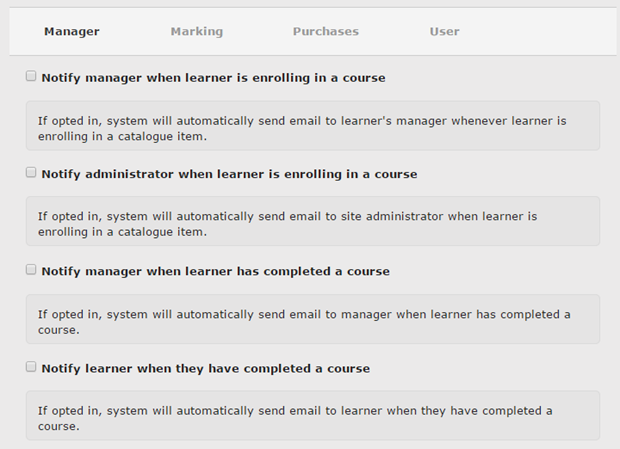 Manager Marking Purchases User
Notify manager when learner is enrolling in a course
If opted in, system will automatically send email to learner's manager whenever learner is
enrolling in a catalogue item.
Notify administrator when learner is enrolling in a course
If opted in, system will automatically send email to site administrator when learner is
enrolling in a catalogue item.
Notify manager when learner has completed a course
If opted in, system will automatically send email to manager when learner has completed a
course.
Notify learner when they have completed a course
If opted in, system will automatically send email to learner when they have completed a
course.